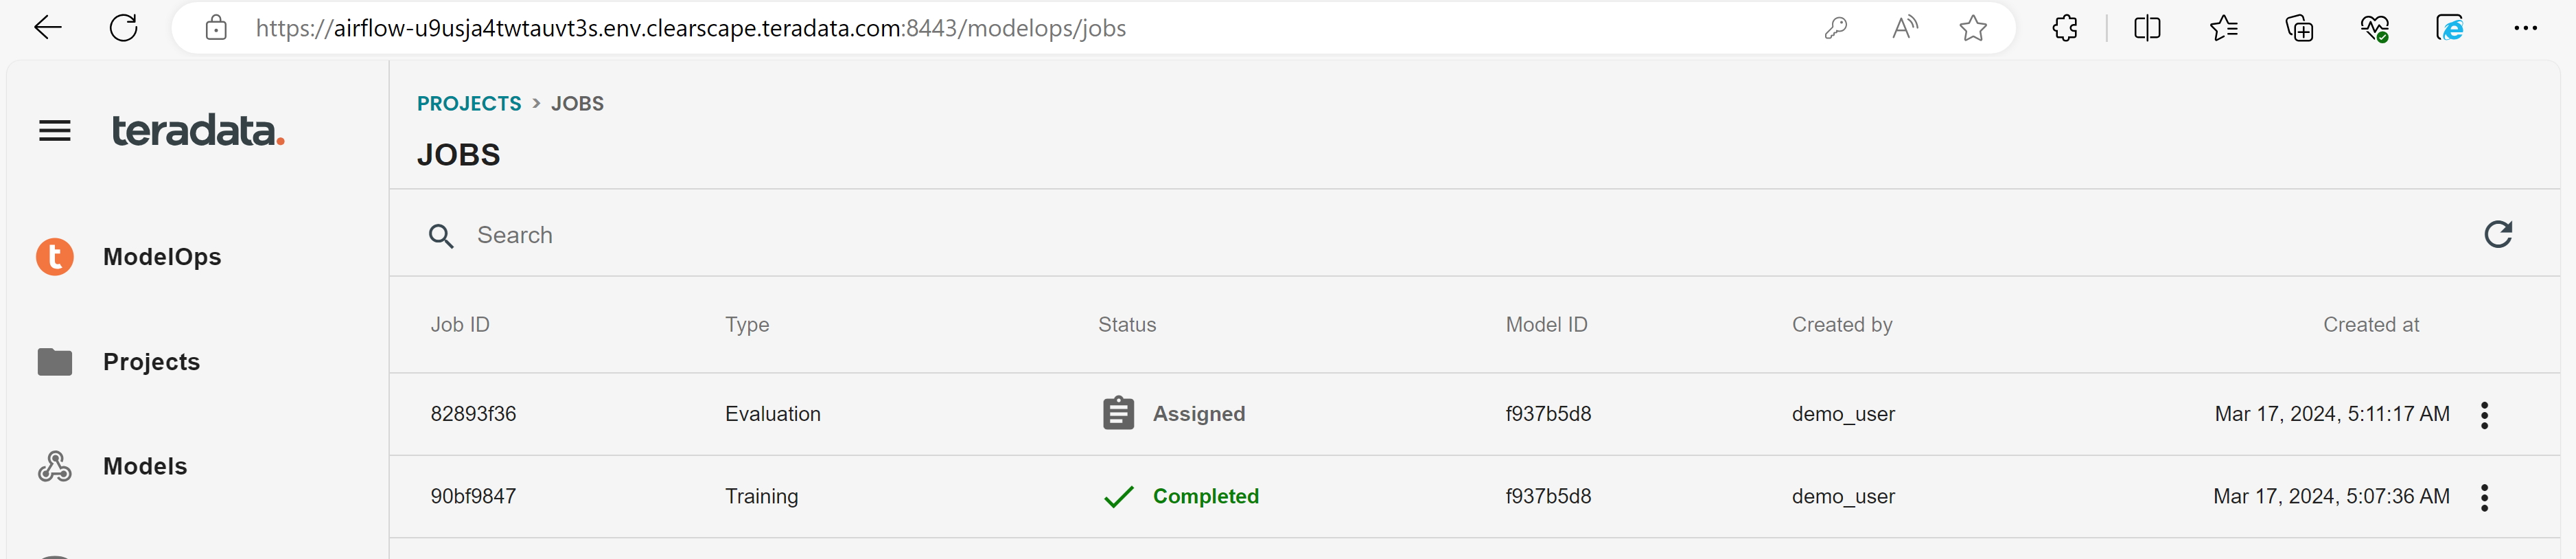 https://airflow-u9usja4twtauvt3s.env.clearscape.teradata.com:8443/modelops/jobs
teradata.
PROJECTS > JOBS
JOBS
Search
ModelOps
Projects
Models
Job ID Type Status Model ID Created by Created at
82893f36 Evaluation Assigned f937b5d8 demo_user Mar 17, 2024, 5:11:17 AM
90bf9847 Training Completed f937b5d8 demo_user Mar 17, 2024, 5:07:36 AM